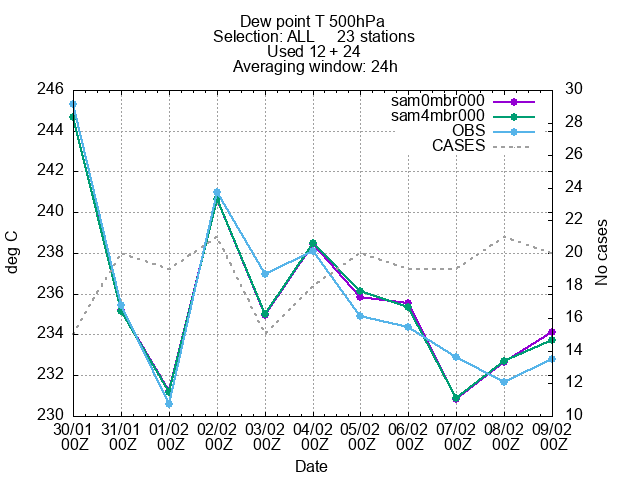 Dew point T 500hPa
Selection: ALL 23 stations
Used 12 + 24
Averaging window: 24h
sam0mbr000
sam4mbr000
OBS
CASES
246
244
242
240
238
236
234
232
230
30
28
26
24
22
20
18
16
14
12
10
deg C
No cases
30/01 31/01 01/02 02/02 03/02 04/02 05/02 06/02 07/02 08/02 09/02
00Z 00Z 00Z 00Z 00Z 00Z 00Z 00Z 00Z 00Z 00Z
Date